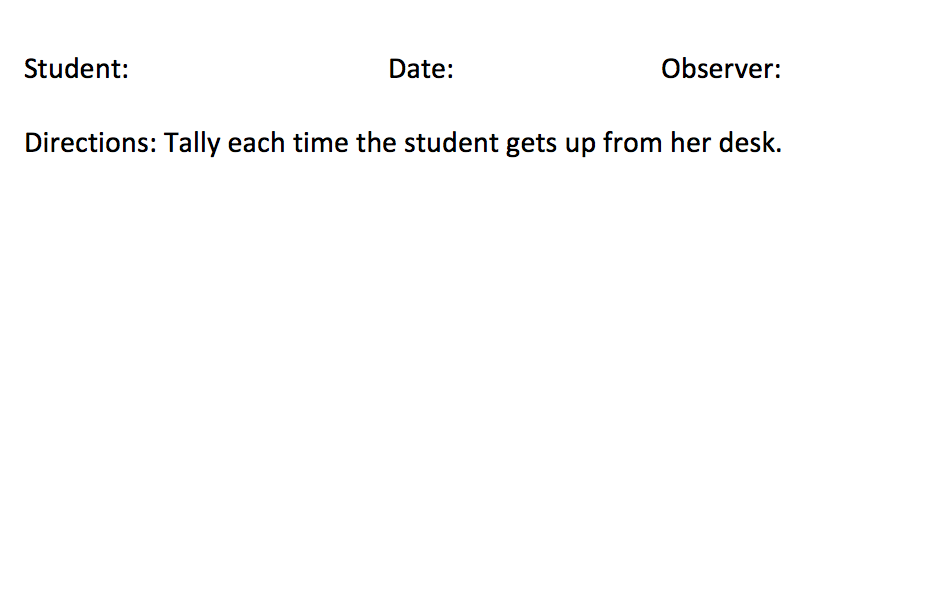 Student: Date: Observer:
Directions: Tally each time the student gets up from her desk.